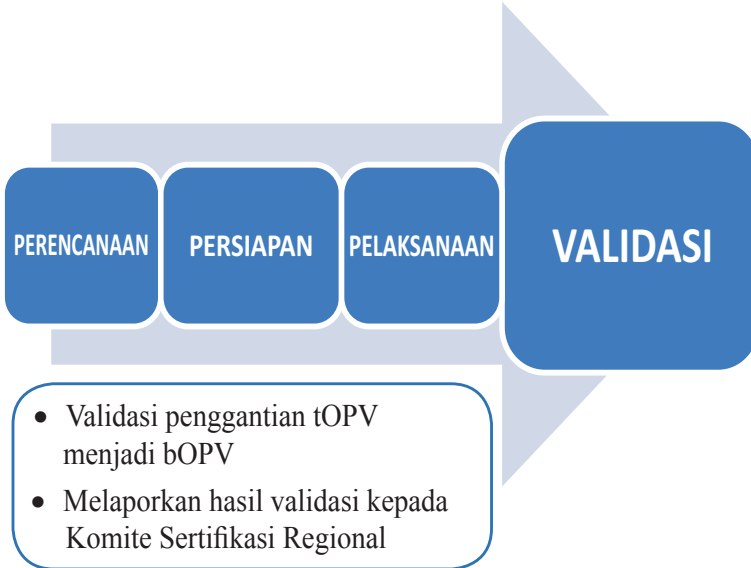 PERENCANAAN
PERSIAPAN
PELAKSANAAN
VALIDASI
• Validasi penggantian tOPV
menjadi bOPV
• Melaporkan hasil validasi kepada
Komite Sertifikasi Regional